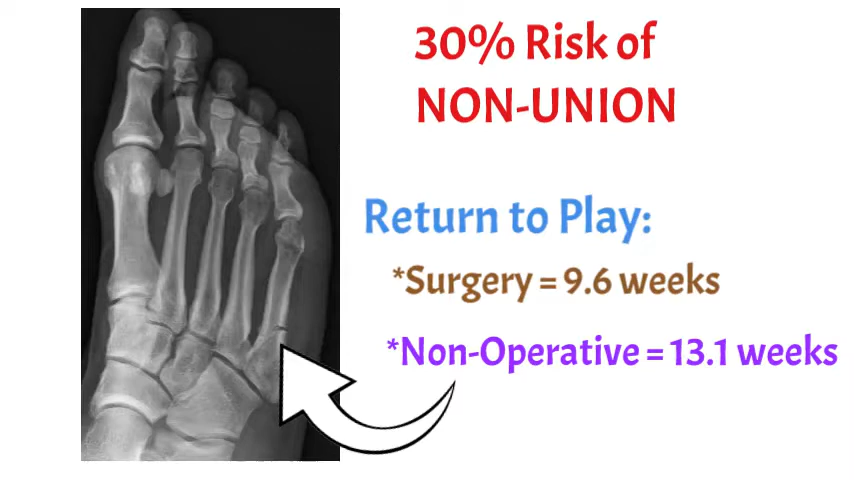 30% Risk of
NON-UNION
Return to Play:
*Surgery = 9.6 weeks
*Non-Operative = 13.1 weeks